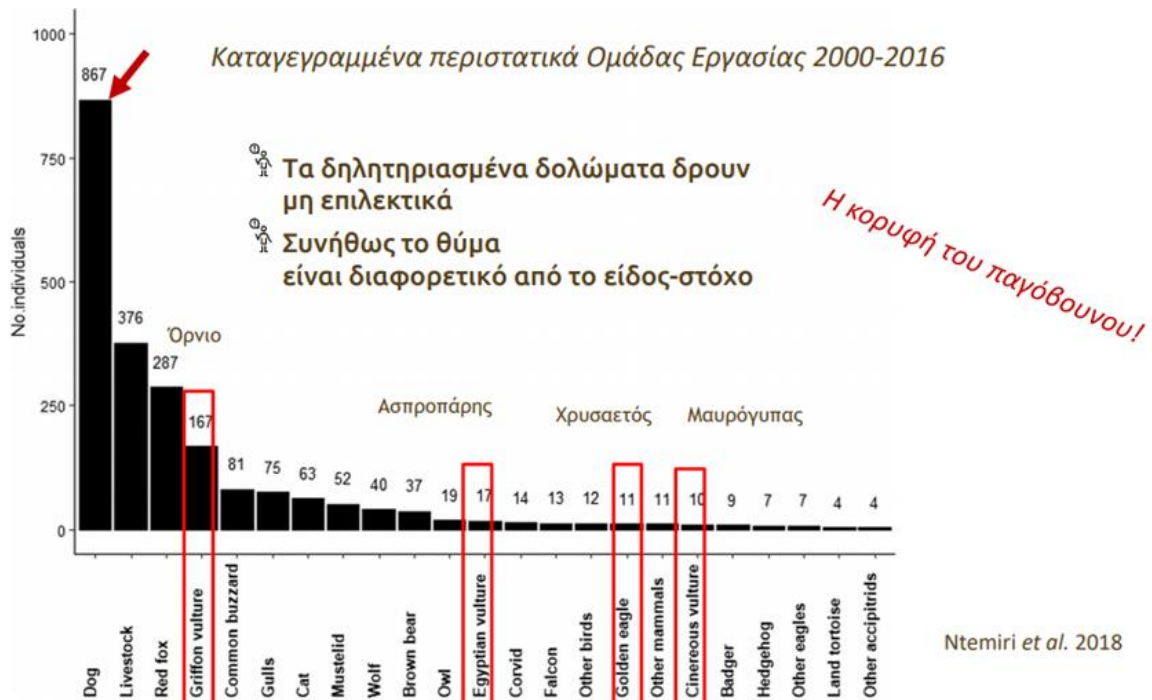 Καταγεγραμμένα περιστατικά Ομάδας Εργασίας 2000-2016
Τα δηλητηριασμένα δολώματα δρουν
μη επιλεκτικά
Συνήθως το θύμα
είναι διαφορετικό από το είδος-στόχο
Η κορυφή του παγόβουνου!
No.individuals
1000
750
500
250
0
867
376
287
167
81
75
63
52
40
37
19
17
14
13
12
11
11
10
9
7
7
4
4
Όρνιο
Ασπροπάρης
Χρυσαετός
Μαυρόγυπας
Dog
Livestock
Red fox
Griffon vulture
Common buzzard
Gulls
Cat
Mustelid
Wolf
Brown bear
Owl
Egyptian vulture
Corvid
Falcon
Other birds
Golden eagle
Other mammals
Cinereous vulture
Badger
Hedgehog
Other eagles
Land tortoise
Other accipitrids
Ntemiri et al. 2018